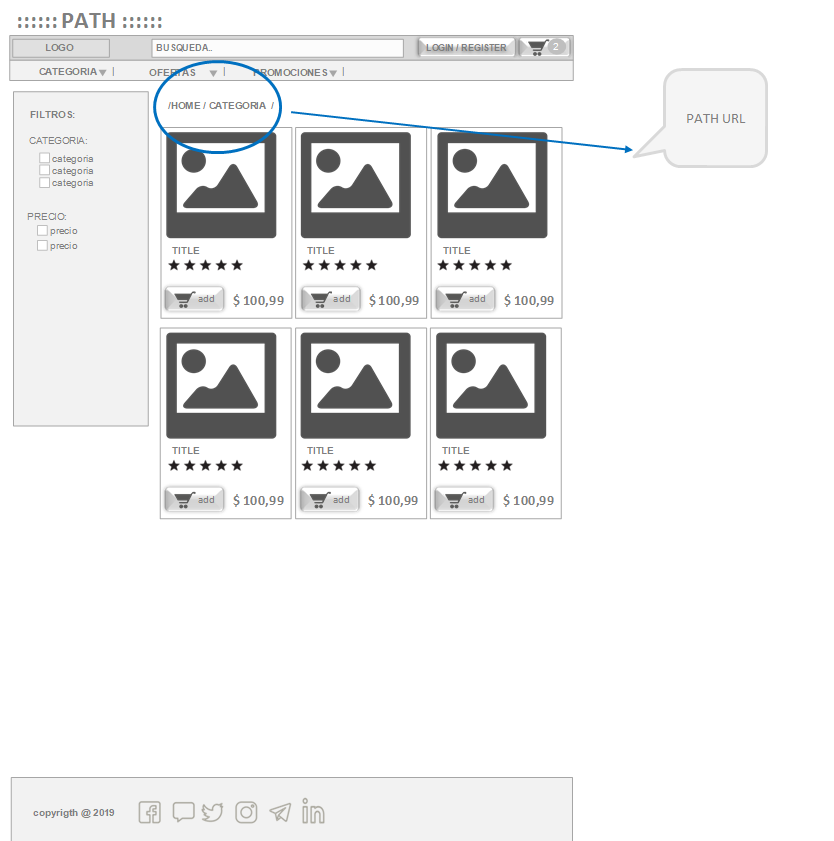 :::::: PATH ::::::
LOGO
BUSQUEDA..
LOGIN / REGISTER
2
CATEGORIA |
OFERTAS |
PROMOCIONES |
/HOME / CATEGORIA /
PATH URL
FILTROS:
CATEGORIA:
categoria
categoria
categoria
PRECIO:
precio
precio
TITLE
TITLE
TITLE
add $ 100,99
add $ 100,99
add $ 100,99
TITLE
TITLE
TITLE
add $ 100,99
add $ 100,99
add $ 100,99
copyrigth @ 2019